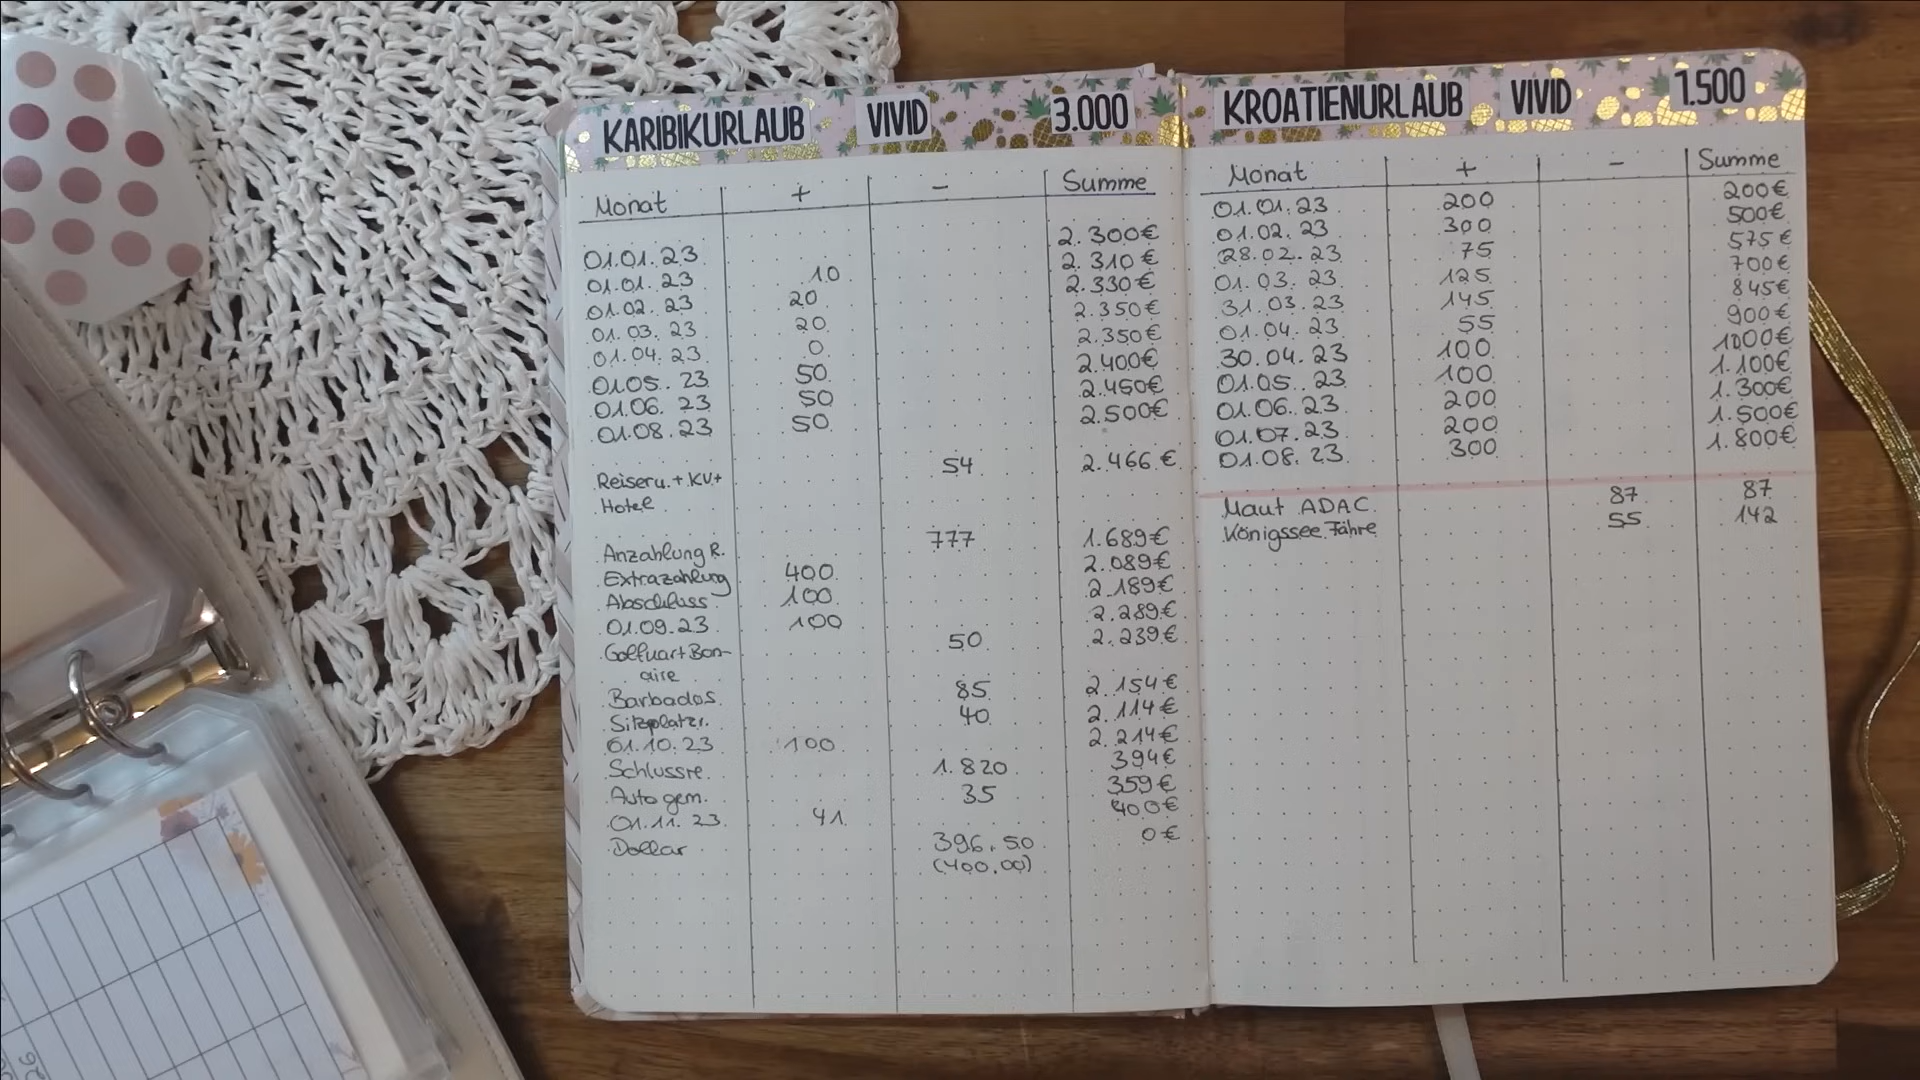 KARIBIKURLAUB VIVID 3.000
Monat + - Summe
01.01.23 2.300€
01.01.23 10 2.310€
01.02.23 20 2.330€
01.03.23 20 2.350€
01.04.23 0 2.350€
01.05.23 50 2.400€
01.06.23 50 2.450€
01.08.23 50 2.500€
Reiseru.+KV+ 54 2.466.€
Hotel
Anzahlung R. 777 1.689€
Extrazahlung 400 2.089€
Abschluss 100 2.189€
01.09.23 100 2.289€
Golfuart Bon- 50 2.239€
aire
Barbados 85 2.154€
Sitzplatzr. 40 2.114€
01.10.23 100 2.214€
Schlussre. 1.820 394€
Auto gem. 35 359€
01.11.23. 41 400€
Dollar 396.50 0€
(400,00)
KROATIENURLAUB VIVID 1.500
Monat + - Summe
01.01.23 200 200€
01.02.23 300 500€
28.02.23 75 575€
01.03.23 125 700€
31.03.23 145 845€
01.04.23 55 900€
30.04.23 100 1000€
01.05.23 100 1.100€
01.06.23 200 1.300€
01.07.23 200 1.500€
01.08.23 300 1.800€
Maut ADAC 87 87
Königssee Fähre 55 142